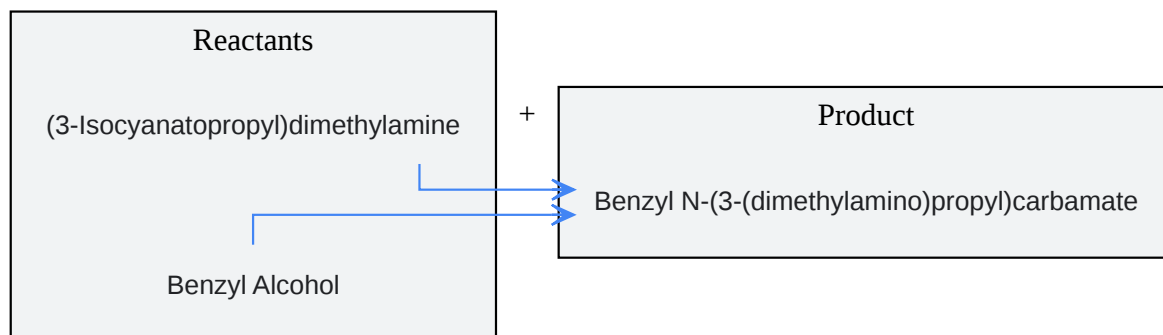 Reactants
(3-Isocyanatopropyl)dimethylamine
Benzyl Alcohol
+
Product
Benzyl N-(3-(dimethylamino)propyl)carbamate